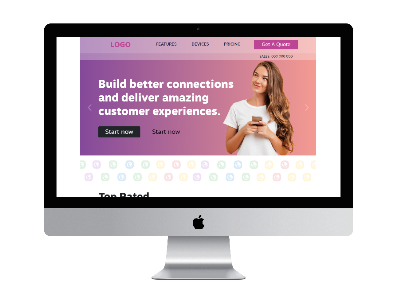 LOGO
FEATURES
DEVICES
PRICING
Get A Quote
Build better connections
and deliver amazing
customer experiences.
Start now
Start now
Top Rated